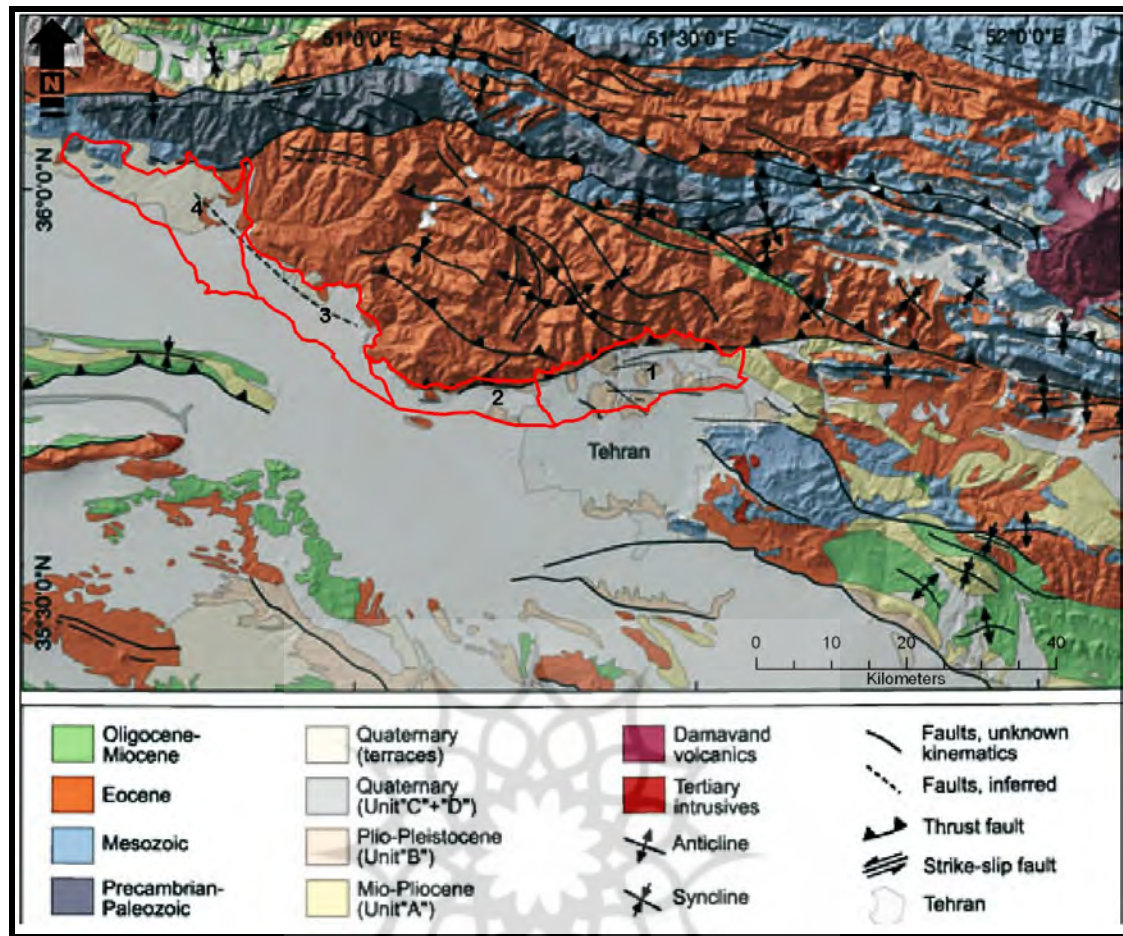 N
51°0'0"E
51°30'0"E
52°0'0"E
36°0'0"N
35°30'0"N
4
3
2
1
Tehran
0 10 20 40
Kilometers
Oligocene-
Miocene
Eocene
Mesozoic
Precambrian-
Paleozoic
Quaternary
(terraces)
Quaternary
(Unit"C"+"D")
Plio-Pleistocene
(Unit"B")
Mio-Pliocene
(Unit"A")
Damavand
volcanics
Tertiary
intrusives
Anticline
Syncline
Faults, unknown
kinematics
Faults, inferred
Thrust fault
Strike-slip fault
Tehran